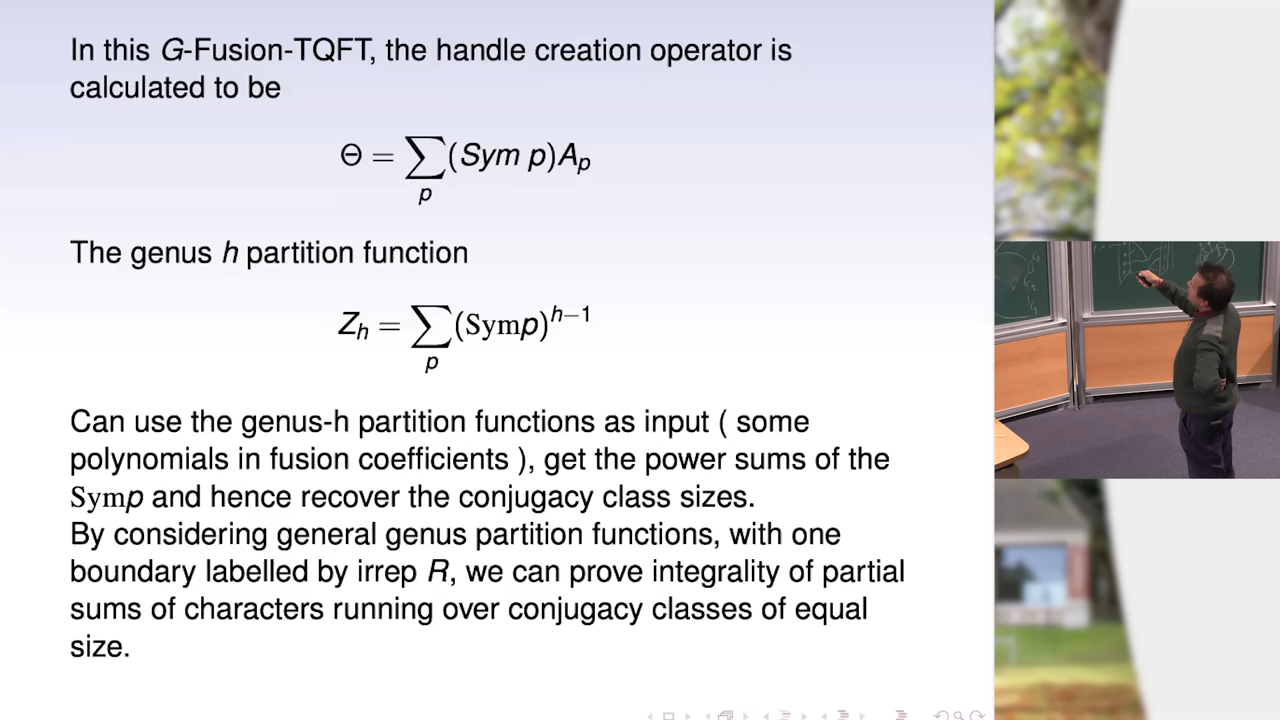 In this G-Fusion-TQFT, the handle creation operator is
calculated to be
Θ = ∑_p (Sym p)A_p
The genus h partition function
Z_h = ∑_p (Symp)^{h−1}
Can use the genus-h partition functions as input ( some
polynomials in fusion coefficients ), get the power sums of the
Symp and hence recover the conjugacy class sizes.
By considering general genus partition functions, with one
boundary labelled by irrep R, we can prove integrality of partial
sums of characters running over conjugacy classes of equal
size.